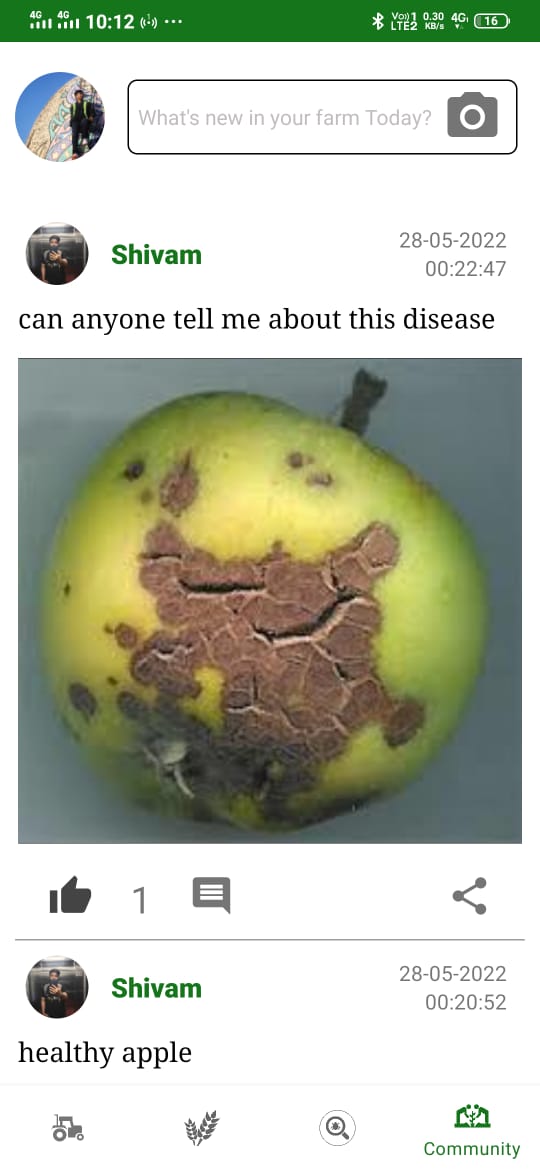 4G 4G 10:12 Vo)) 1 LTE2 0.30 KB/s 4G 16
What's new in your farm Today?
Shivam
28-05-2022
00:22:47
can anyone tell me about this disease
1
Shivam
28-05-2022
00:20:52
healthy apple
Community